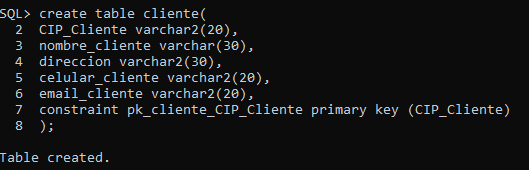 SQL> create table cliente(
  2  CIP_Cliente varchar2(20),
  3  nombre_cliente varchar(30),
  4  direccion varchar2(30),
  5  celular_cliente varchar2(20),
  6  email_cliente varchar2(20),
  7  constraint pk_cliente_CIP_Cliente primary key (CIP_Cliente)
  8  );
Table created.